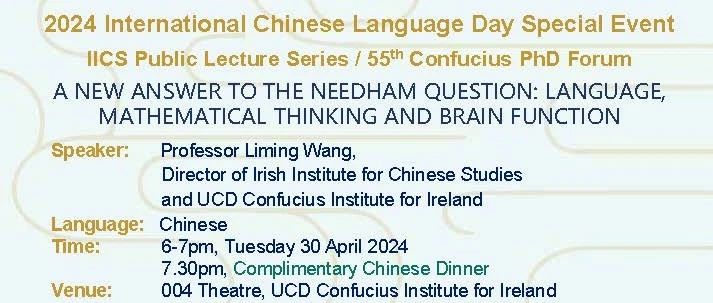 2024 International Chinese Language Day Special Event
IICS Public Lecture Series / 55th Confucius PhD Forum
A NEW ANSWER TO THE NEEDHAM QUESTION: LANGUAGE,
MATHEMATICAL THINKING AND BRAIN FUNCTION
Speaker: Professor Liming Wang,
Director of Irish Institute for Chinese Studies
and UCD Confucius Institute for Ireland
Language: Chinese
Time: 6-7pm, Tuesday 30 April 2024
7.30pm, Complimentary Chinese Dinner
Venue: 004 Theatre, UCD Confucius Institute for Ireland